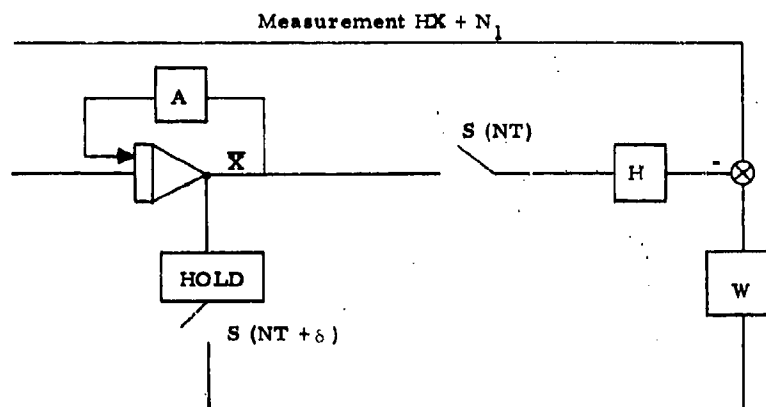 Measurement HX + N₁
A
S (NT)
X̅
H
-
HOLD
W
S (NT + δ)